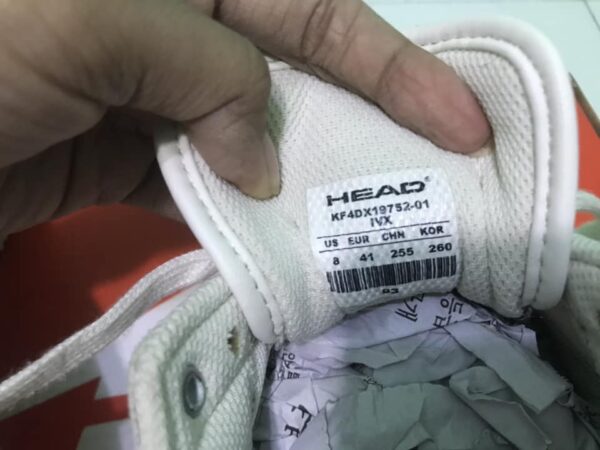 HEAD®
KF4DX19752-01
IVX
US EUR CHN KOR
8 41 255 260